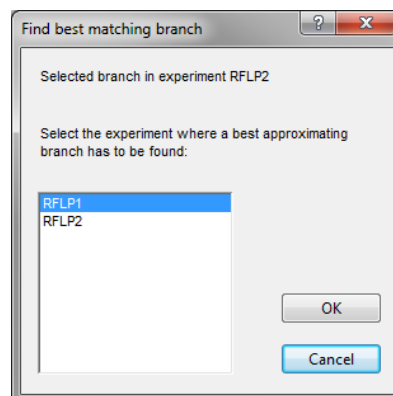 Find best matching branch
?
Selected branch in experiment RFLP2
Select the experiment where a best approximating
branch has to be found:
RFLP1
RFLP2
OK
Cancel